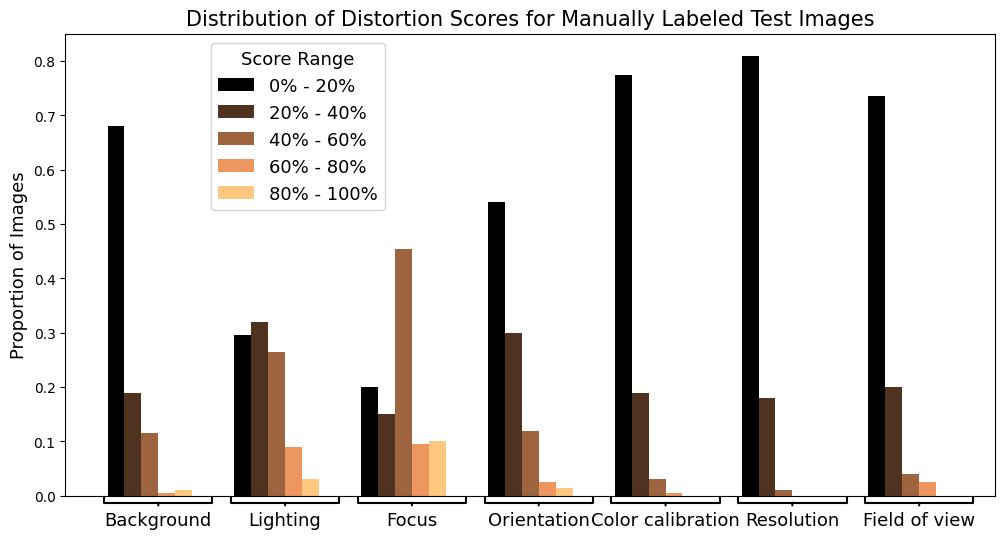 Distribution of Distortion Scores for Manually Labeled Test Images
Score Range
0% - 20%
20% - 40%
40% - 60%
60% - 80%
80% - 100%
Proportion of Images
0.8
0.7
0.6
0.5
0.4
0.3
0.2
0.1
0.0
Background Lighting Focus Orientation Color calibration Resolution Field of view